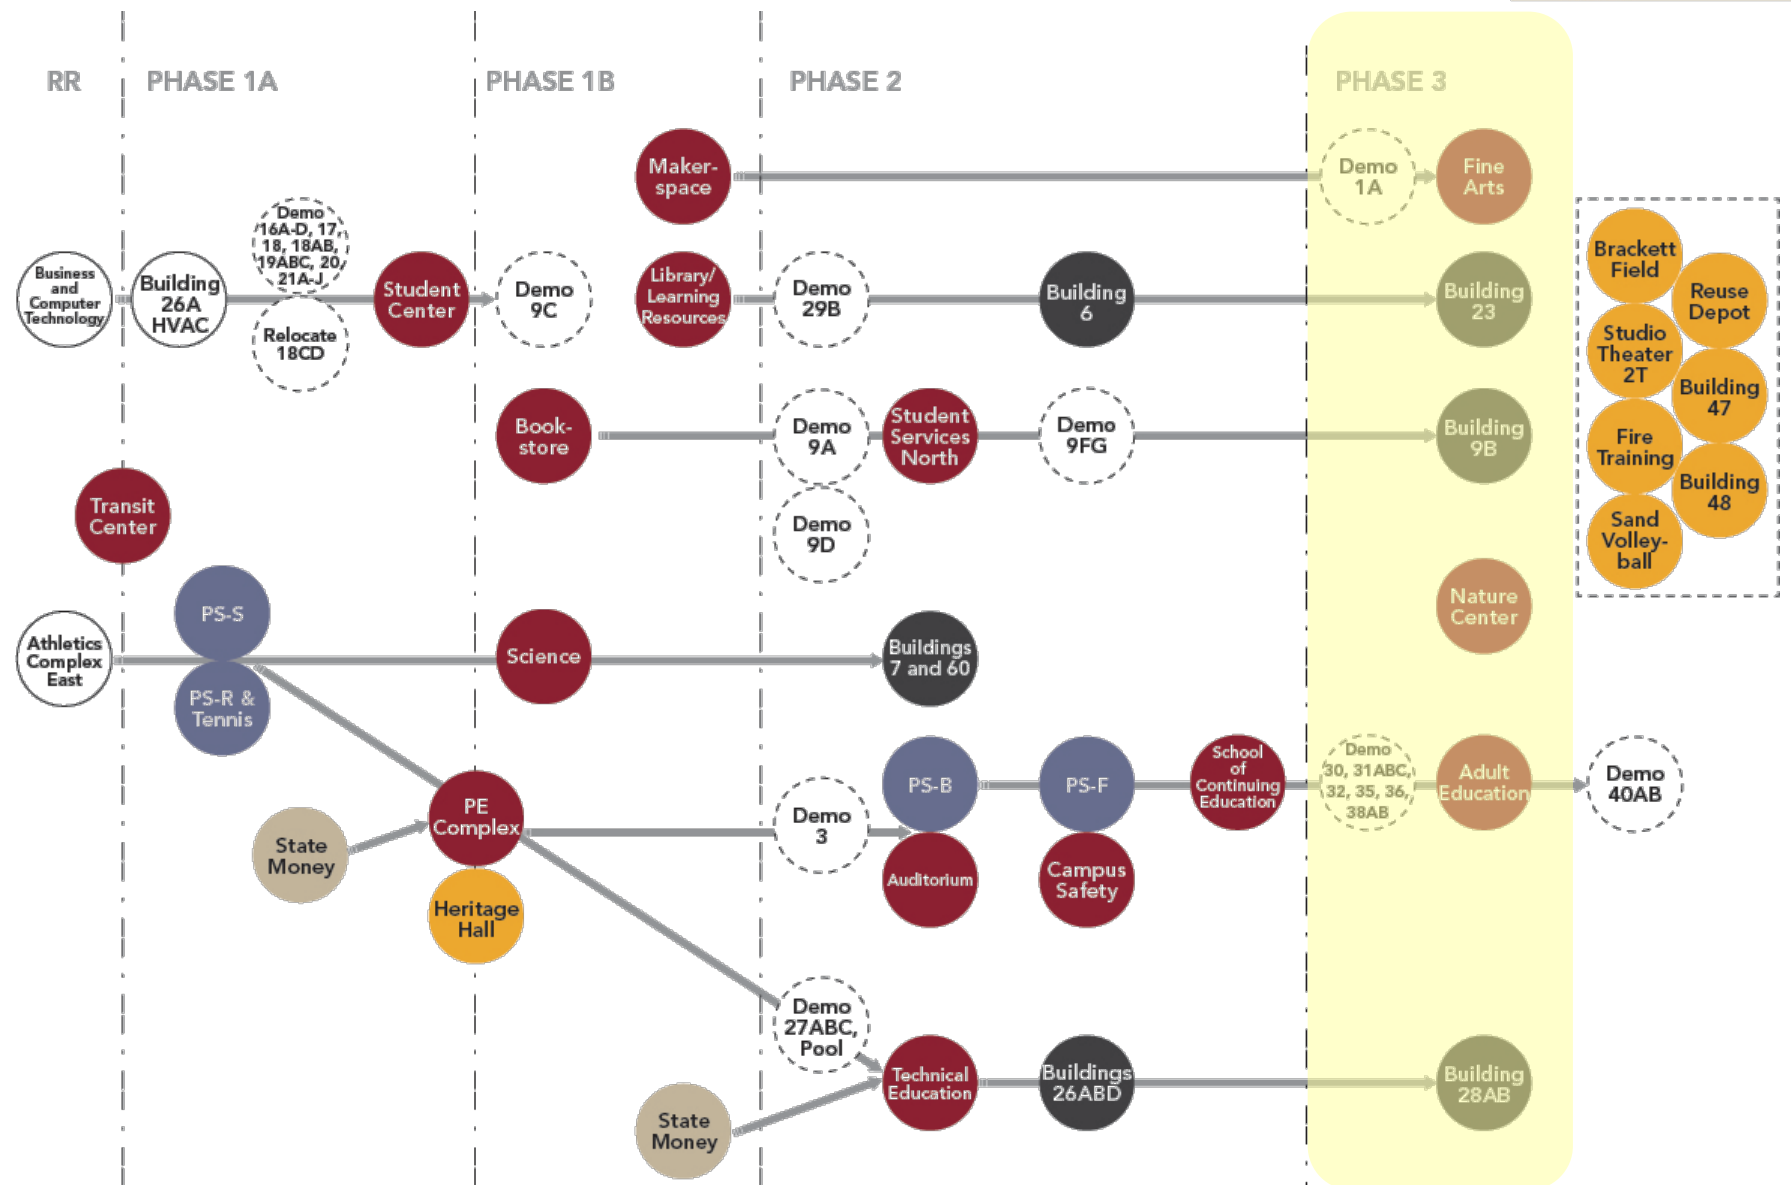 RR
PHASE 1A
PHASE 1B
PHASE 2
PHASE 3
Maker-
space
Demo
1A
Fine
Arts
Business
and
Computer
Technology
Building
26A
HVAC
Demo
16A-D, 17,
18, 18AB,
19ABC, 20,
21A-J
Relocate
18CD
Student
Center
Demo
9C
Library/
Learning
Resources
Demo
29B
Building
6
Building
23
Book-
store
Demo
9A
Student
Services
North
Demo
9FG
Building
9B
Demo
9D
Brackett
Field
Reuse
Depot
Studio
Theater
2T
Building
47
Fire
Training
Building
48
Sand
Volley-
ball
Transit
Center
PS-S
Athletics
Complex
East
PS-R &
Tennis
Science
Buildings
7 and 60
Nature
Center
State
Money
PE
Complex
Heritage
Hall
Demo
3
PS-B
Auditorium
PS-F
Campus
Safety
School
of
Continuing
Education
Demo
30, 31ABC,
32, 35, 36,
38AB
Adult
Education
Demo
40AB
Demo
27ABC,
Pool
State
Money
Technical
Education
Buildings
26ABD
Building
28AB